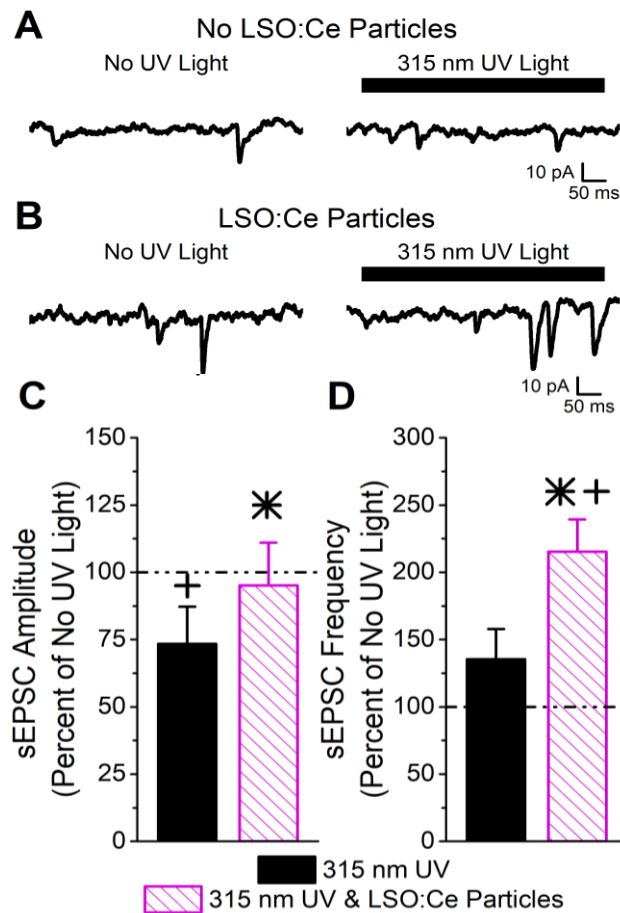 A
No LSO:Ce Particles
No UV Light
315 nm UV Light
10 pA
50 ms
B
LSO:Ce Particles
No UV Light
315 nm UV Light
10 pA
50 ms
C
sEPSC Amplitude
(Percent of No UV Light)
150
125
100
75
50
25
0
+
*
D
sEPSC Frequency
(Percent of No UV Light)
300
250
200
150
100
50
0
* +
315 nm UV
315 nm UV & LSO:Ce Particles